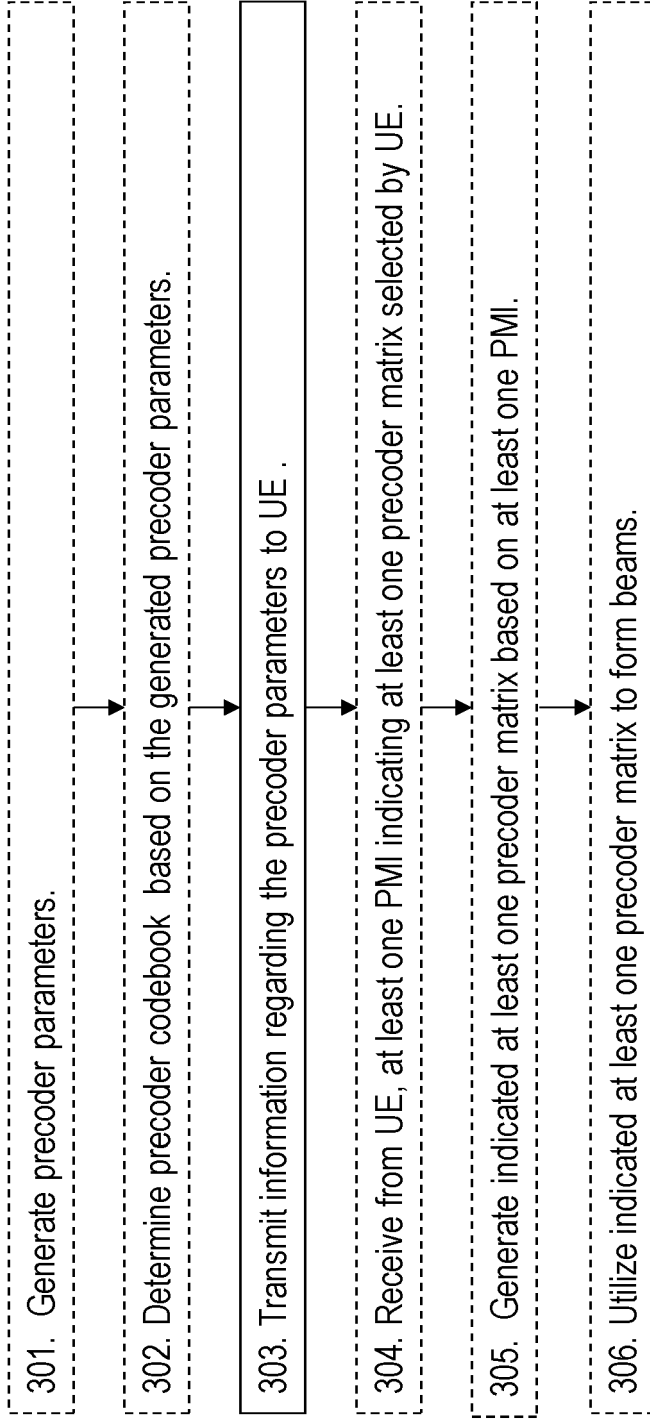 301. Generate precoder parameters.
302. Determine precoder codebook based on the generated precoder parameters.
303. Transmit information regarding the precoder parameters to UE .
304. Receive from UE, at least one PMI indicating at least one precoder matrix selected by UE.
305. Generate indicated at least one precoder matrix based on at least one PMI.
306. Utilize indicated at least one precoder matrix to form beams.